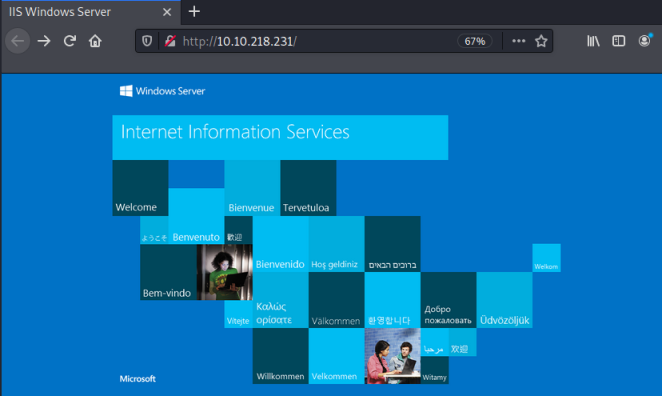 IIS Windows Server
http://10.10.218.231/
67%
Windows Server
Internet Information Services
Welcome
Bienvenue
Tervetuloa
ようこそ
Benvenuto
歡迎
Bienvenido
Hoş geldiniz
ברוכים הבאים
Welkom
Bem-vindo
Vítejte
Καλώς
ορίσατε
Välkommen
환영합니다
Добро
пожаловать
Üdvözöljük
مرحبا
欢迎
Microsoft
Willkommen
Velkommen
Witamy